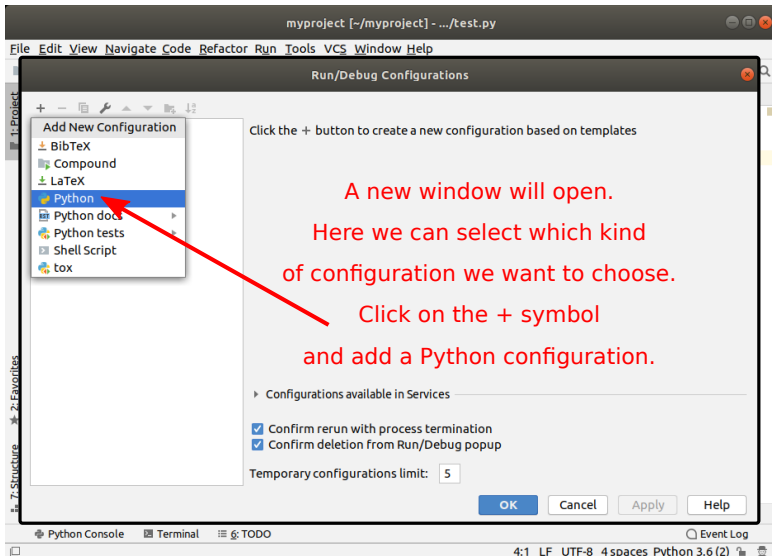 myproject [~/myproject] - .../test.py
File Edit View Navigate Code Refactor Run Tools VCS Window Help
Run/Debug Configurations
1: Project
Add New Configuration
BibTeX
Compound
LaTeX
Python
Python docs
Python tests
Shell Script
tox
Click the + button to create a new configuration based on templates
A new window will open.
Here we can select which kind
of configuration we want to choose.
Click on the + symbol
and add a Python configuration.
2: Favorites
7: Structure
Configurations available in Services
Confirm rerun with process termination
Confirm deletion from Run/Debug popup
Temporary configurations limit: 5
OK Cancel Apply Help
Python Console Terminal 6: TODO Event Log
4:1 LF UTF-8 4 spaces Python 3.6 (2)